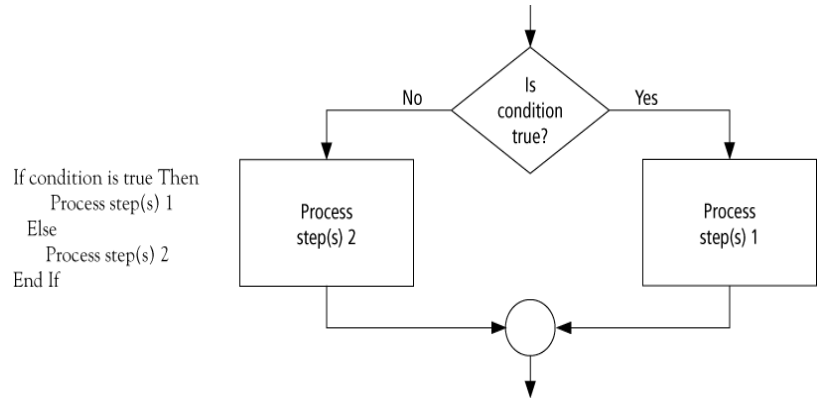 If condition is true Then
Process step(s) 1
Else
Process step(s) 2
End If
Is
condition
true?
No
Yes
Process
step(s) 2
Process
step(s) 1